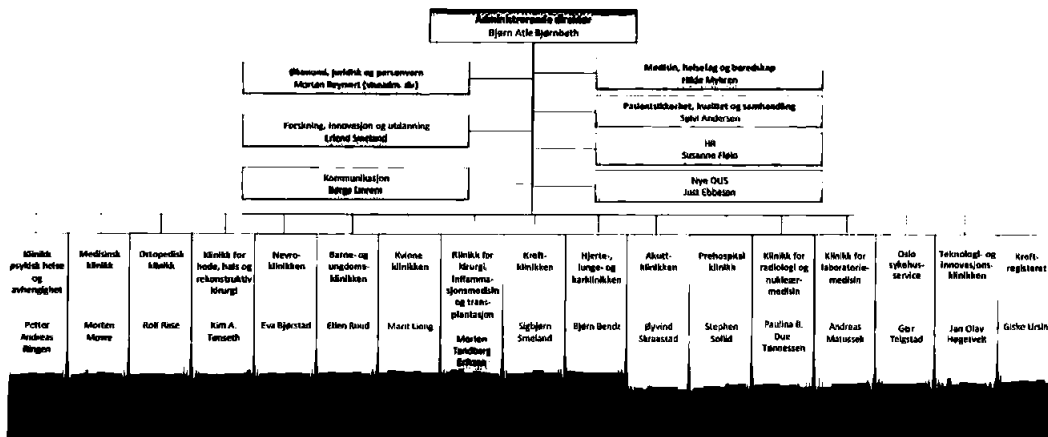 Administrerende direktør
Bjørn Atle Bjørnbeth
Økonomi, juridisk og personvern
Morten Reymert (viseadm. dir)
Medisin, helsefag og beredskap
Hilde Myhren
Pasientsikkerhet, kvalitet og samhandling
Sølvi Andersen
Forskning, innovasjon og utdanning
Erlend Smeland
HR
Susanne Flølo
Kommunikasjon
Børge
Nye OUS
Just Ebbesen
Klinikk
psykisk helse
og
avhengighet
Petter
Andreas
Ringen
Medisinsk
klinikk
Morten
Mowe
Ortopedisk
klinikk
Rolf Riise
Klinikk for
hode, hals og
rekonstruktiv
kirurgi
Kim A.
Tønseth
Nevro-
klinikken
Eva Bjørstad
Barne- og
ungdoms-
klinikken
Ellen Ruud
Kvinne
klinikken
Marit Lieng
Klinikk for
kirurgi,
inflamma-
sjonsmedisin
og trans-
plantasjon
Morten
Tandberg
Eriksen
Kreft-
klinikken
Sigbjørn
Smeland
Hjerte-,
lunge- og
karklinikken
Bjørn Bendz
Akutt-
klinikken
Øyvind
Skraastad
Prehospital
klinikk
Stephen
Sollid
Klinikk for
radiologi og
nukleær-
medisin
Paulina B.
Due
Tønnessen
Klinikk for
laboratorie-
medisin
Andreas
Matussek
Oslo
sykehus-
service
Geir
Teigstad
Teknologi- og
innovasjons-
klinikken
Jan Olav
Høgetveit
Kreft-
registeret
Giske Ursin